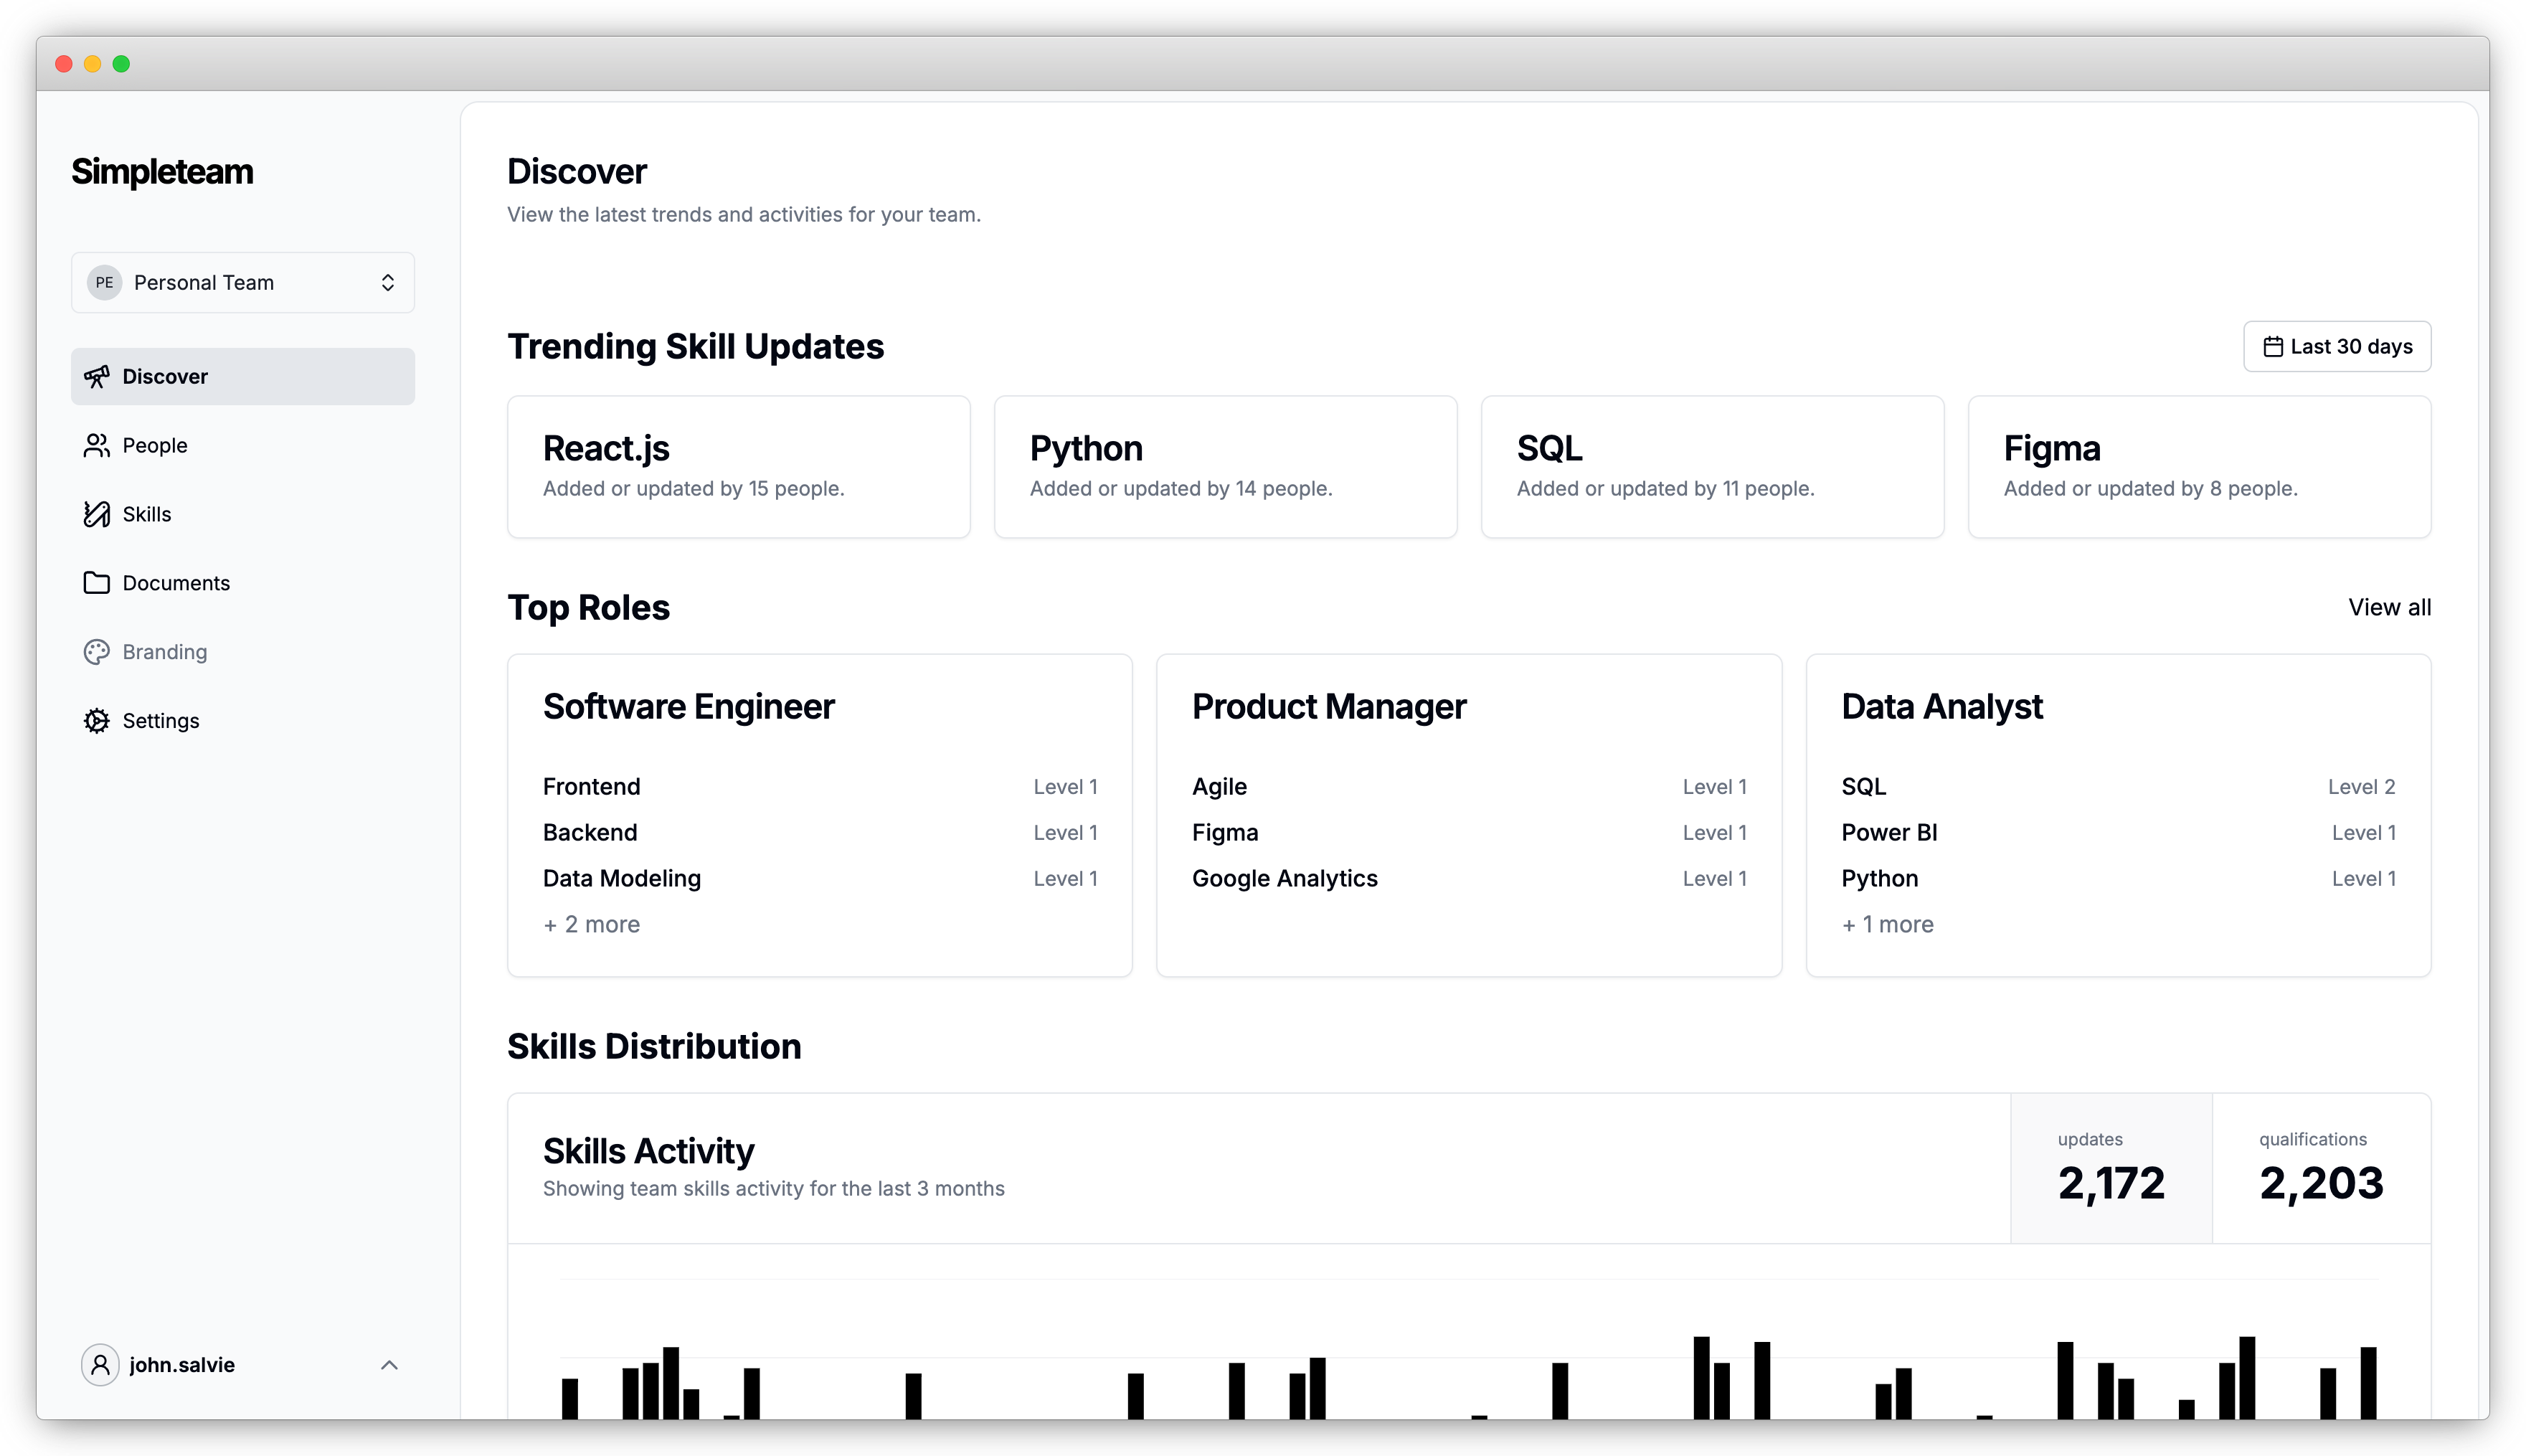 Simpleteam
PE Personal Team
Discover
People
Skills
Documents
Branding
Settings
john.salvie
Discover
View the latest trends and activities for your team.
Trending Skill Updates
Last 30 days
React.js
Added or updated by 15 people.
Python
Added or updated by 14 people.
SQL
Added or updated by 11 people.
Figma
Added or updated by 8 people.
Top Roles
View all
Software Engineer
Frontend Level 1
Backend Level 1
Data Modeling Level 1
+ 2 more
Product Manager
Agile Level 1
Figma Level 1
Google Analytics Level 1
Data Analyst
SQL Level 2
Power BI Level 1
Python Level 1
+ 1 more
Skills Distribution
Skills Activity
Showing team skills activity for the last 3 months
updates
2,172
qualifications
2,203